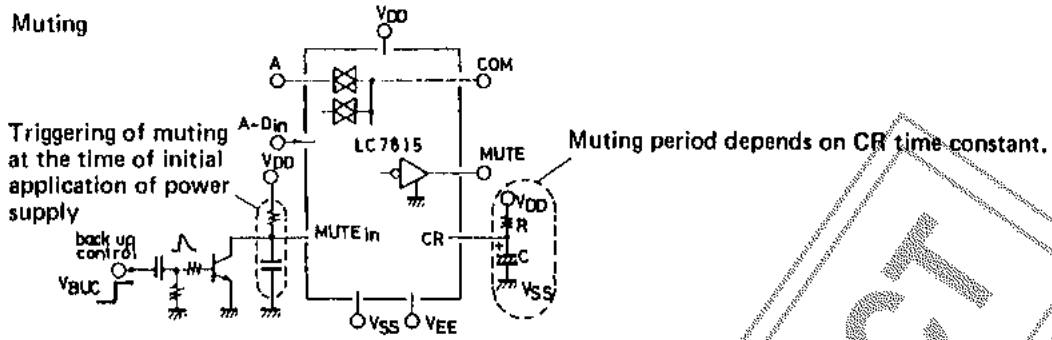 Muting
VDD
A
COM
Triggering of muting
at the time of initial
application of power
supply
A~Din
LC7815
MUTE
Muting period depends on CR time constant.
VDD
VDD
R
MUTE in
CR
+
C
back up
control
VBUC
VSS
VSS
VEE
CT